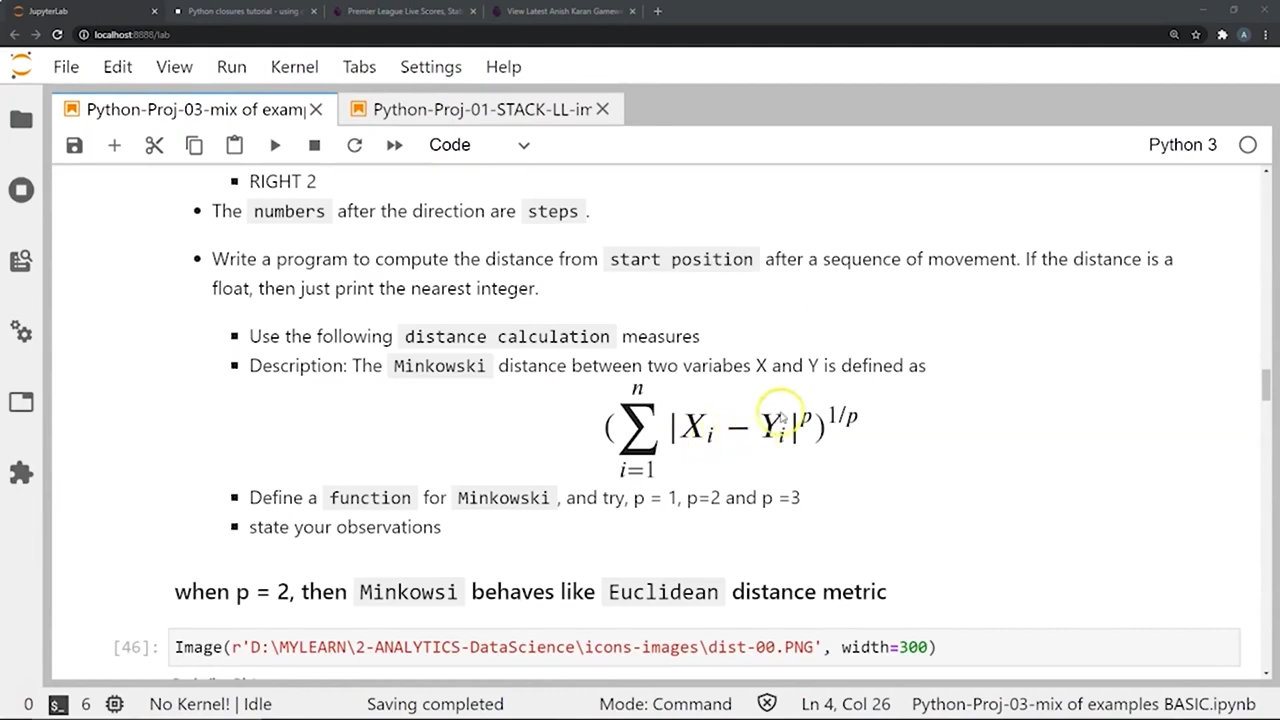 JupyterLab
Python closures tutorial - using c
Premier League Live Scores, Stat
View Latest Anish Karan Gamew
localhost:8888/lab
File Edit View Run Kernel Tabs Settings Help
Python-Proj-03-mix of examp
Python-Proj-01-STACK-LL-im
Code
Python 3
RIGHT 2
The numbers after the direction are steps .
Write a program to compute the distance from start position after a sequence of movement. If the distance is a
float, then just print the nearest integer.
Use the following distance calculation measures
Description: The Minkowski distance between two variabes X and Y is defined as
(∑_{i=1}^{n} |X_i − Y_i|^p)^{1/p}
Define a function for Minkowski , and try, p = 1, p=2 and p =3
state your observations
when p = 2, then Minkowsi behaves like Euclidean distance metric
[46]: Image(r'D:\MYLEARN\2-ANALYTICS-DataScience\icons-images\dist-00.PNG', width=300)
0 $_ 6 No Kernel! | Idle Saving completed Mode: Command Ln 4, Col 26 Python-Proj-03-mix of examples BASIC.ipynb